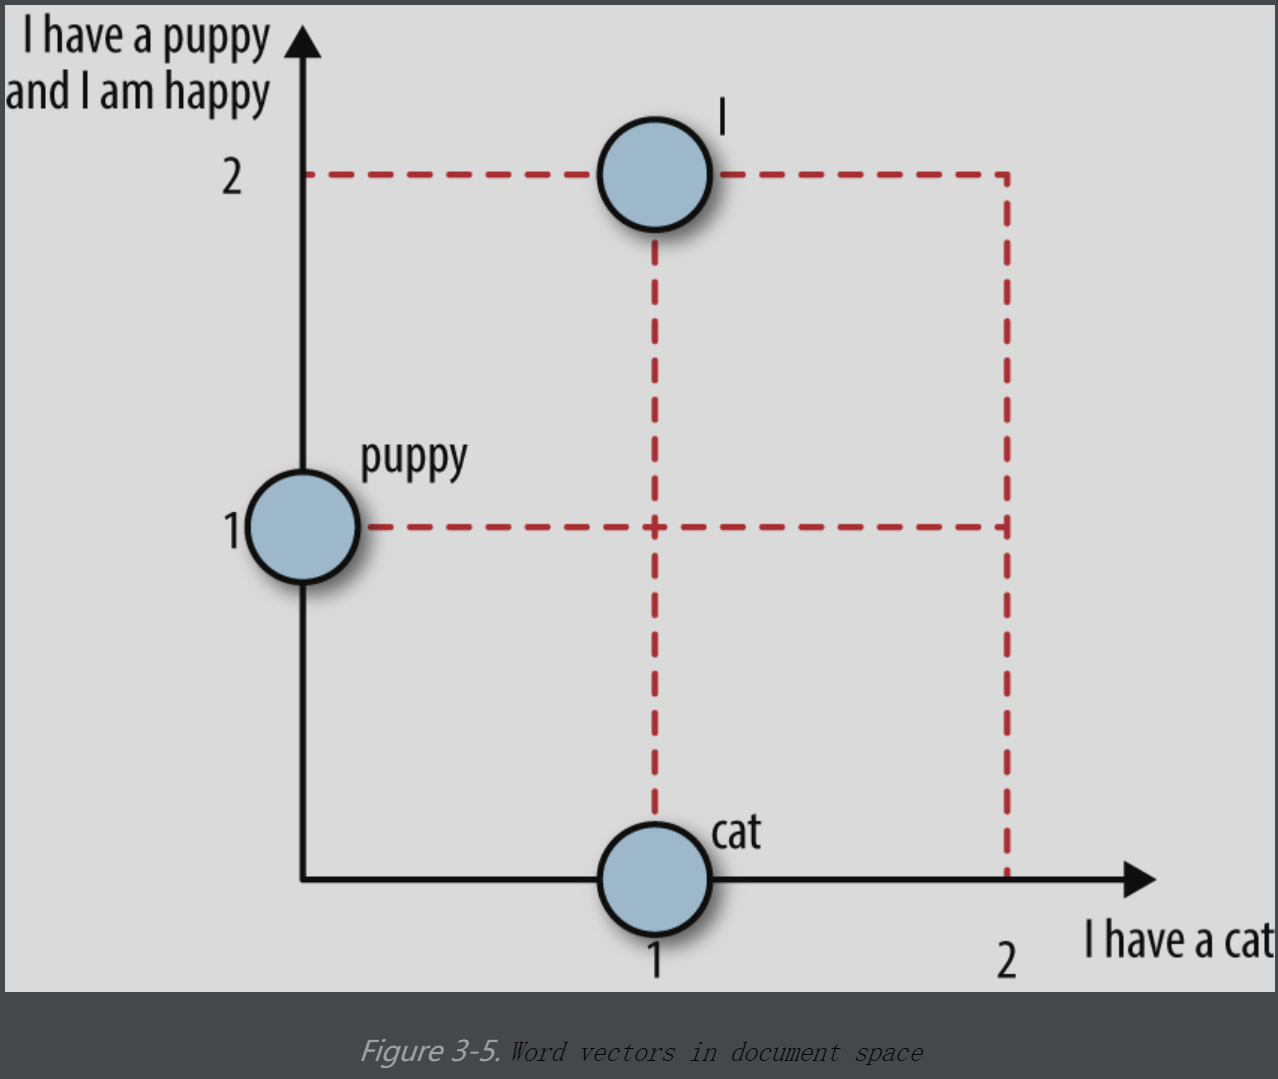 I have a puppy
and I am happy
I
2
puppy
1
cat
1
2
I have a cat
Figure 3-5. Word vectors in document space